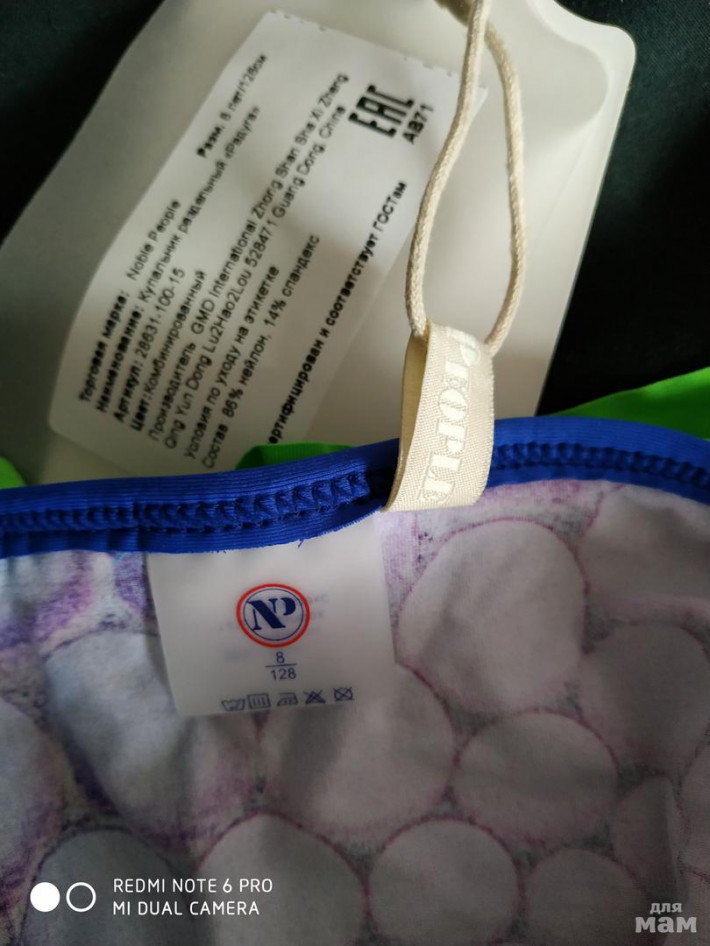 Разм. 8 лет/128см
Торговая марка: Noble People
Наименование: Купальник раздельный «Радуга»
Артикул: 28631-100-15
Цвет: Комбинированный
Производитель: GMD International Zhong Shan Sha Xi Zheng
Qing Yun Dong Lu2Hao2Lou 528471 Guang Dong, China
Условия по уходу на этикетке
Состав: 86% нейлон, 14% спандекс
ертифицирован и соответствует ГОСТам
ЕАС
АВ71
PEOPLE
NP
8
128
REDMI NOTE 6 PRO
MI DUAL CAMERA
для
мам